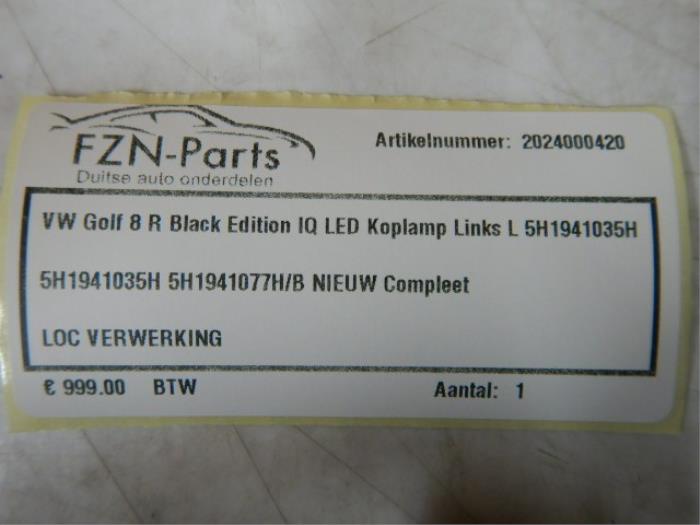 FZN-Parts
Duitse auto onderdelen
Artikelnummer: 2024000420
VW Golf 8 R Black Edition IQ LED Koplamp Links L 5H1941035H
5H1941035H 5H1941077H/B NIEUW Compleet
LOC VERWERKING
€ 999.00 BTW Aantal: 1